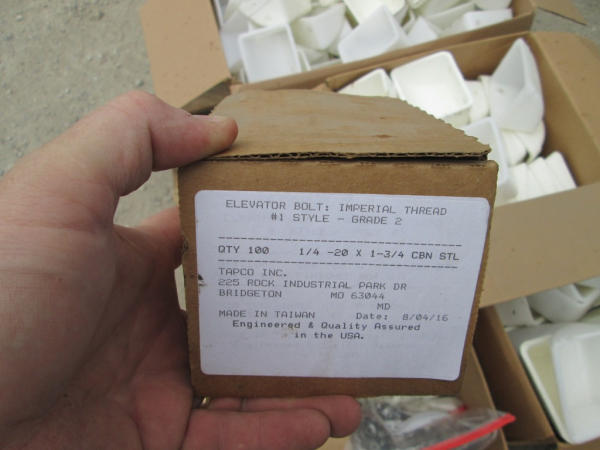 ELEVATOR BOLT: IMPERIAL THREAD
#1 STYLE - GRADE 2
QTY 100 1/4 -20 X 1-3/4 CBN STL
TAPCO INC.
225 ROCK INDUSTRIAL PARK DR
BRIDGETON MO 63044
MD
MADE IN TAIWAN Date: 8/04/16
Engineered & Quality Assured
in the USA.